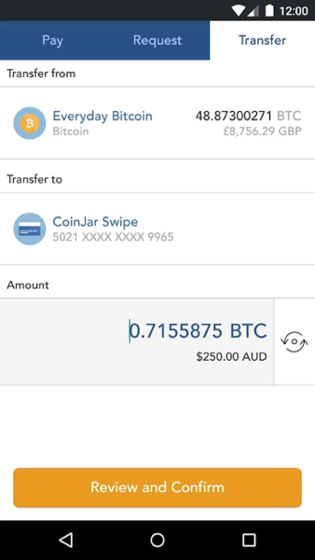 12:00
Pay Request Transfer
Transfer from
Everyday Bitcoin 48.87300271 BTC
Bitcoin £8,756.29 GBP
Transfer to
CoinJar Swipe
5021 XXXX XXXX 9965
Amount
0.7155875 BTC
$250.00 AUD
Review and Confirm